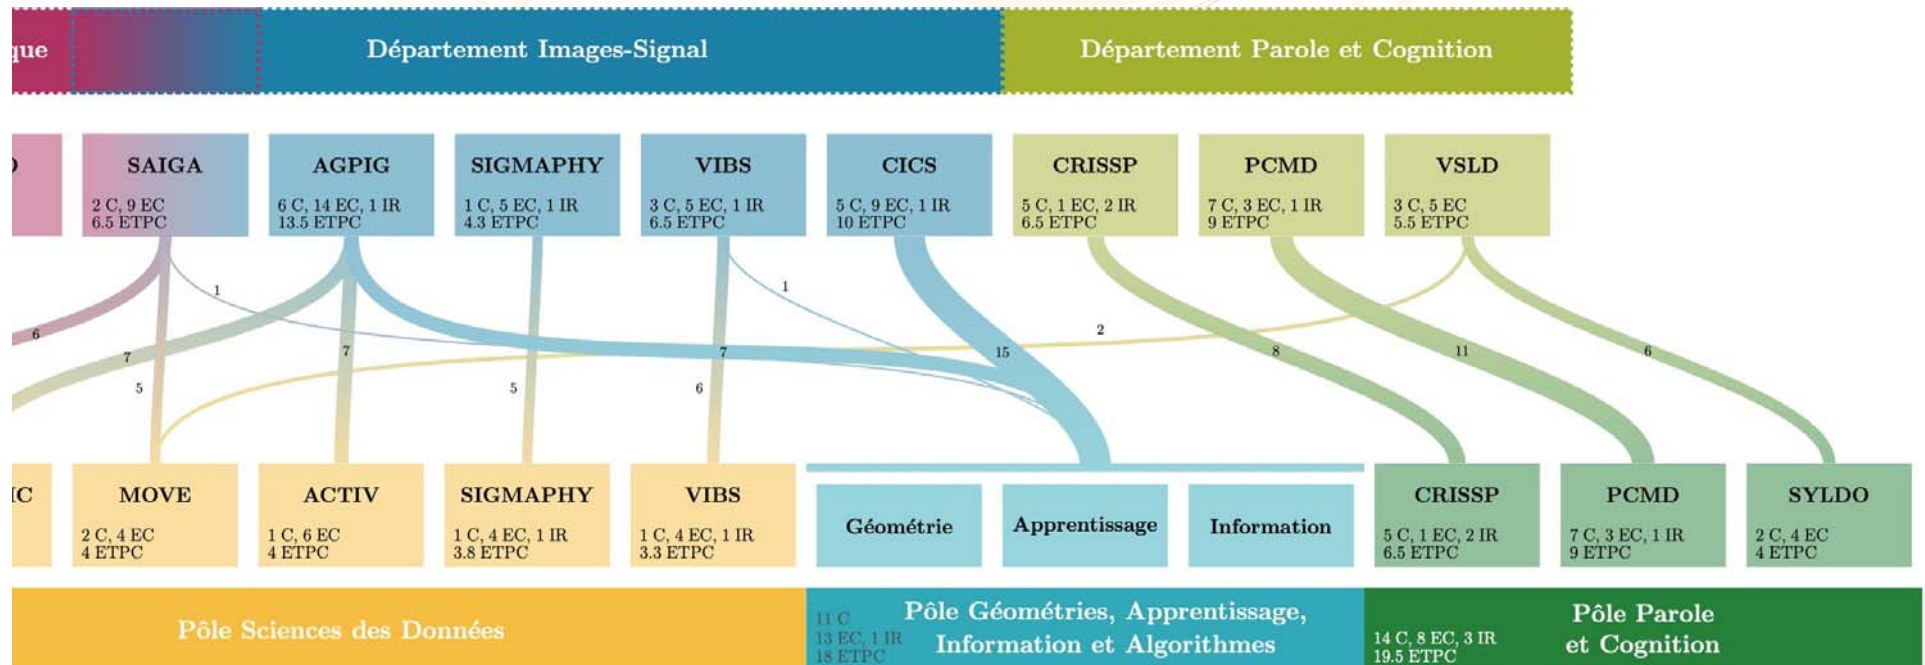 que
Département Images-Signal
Département Parole et Cognition
SAIGA
2 C, 9 EC
6.5 ETPC
AGPIG
6 C, 14 EC, 1 IR
13.5 ETPC
SIGMAPHY
1 C, 5 EC, 1 IR
4.3 ETPC
VIBS
3 C, 5 EC, 1 IR
6.5 ETPC
CICS
5 C, 9 EC, 1 IR
10 ETPC
CRISSP
5 C, 1 EC, 2 IR
6.5 ETPC
PCMD
7 C, 3 EC, 1 IR
9 ETPC
VSLD
3 C, 5 EC
5.5 ETPC
1
1
6
2
7
7
7
15
8
11
6
5
5
6
IC
MOVE
2 C, 4 EC
4 ETPC
ACTIV
1 C, 6 EC
4 ETPC
SIGMAPHY
1 C, 4 EC, 1 IR
3.8 ETPC
VIBS
1 C, 4 EC, 1 IR
3.3 ETPC
Géométrie
Apprentissage
Information
CRISSP
5 C, 1 EC, 2 IR
6.5 ETPC
PCMD
7 C, 3 EC, 1 IR
9 ETPC
SYLDO
2 C, 4 EC
4 ETPC
Pôle Sciences des Données
11 C
13 EC, 1 IR
18 ETPC
Pôle Géométries, Apprentissage,
Information et Algorithmes
14 C, 8 EC, 3 IR
19.5 ETPC
Pôle Parole
et Cognition